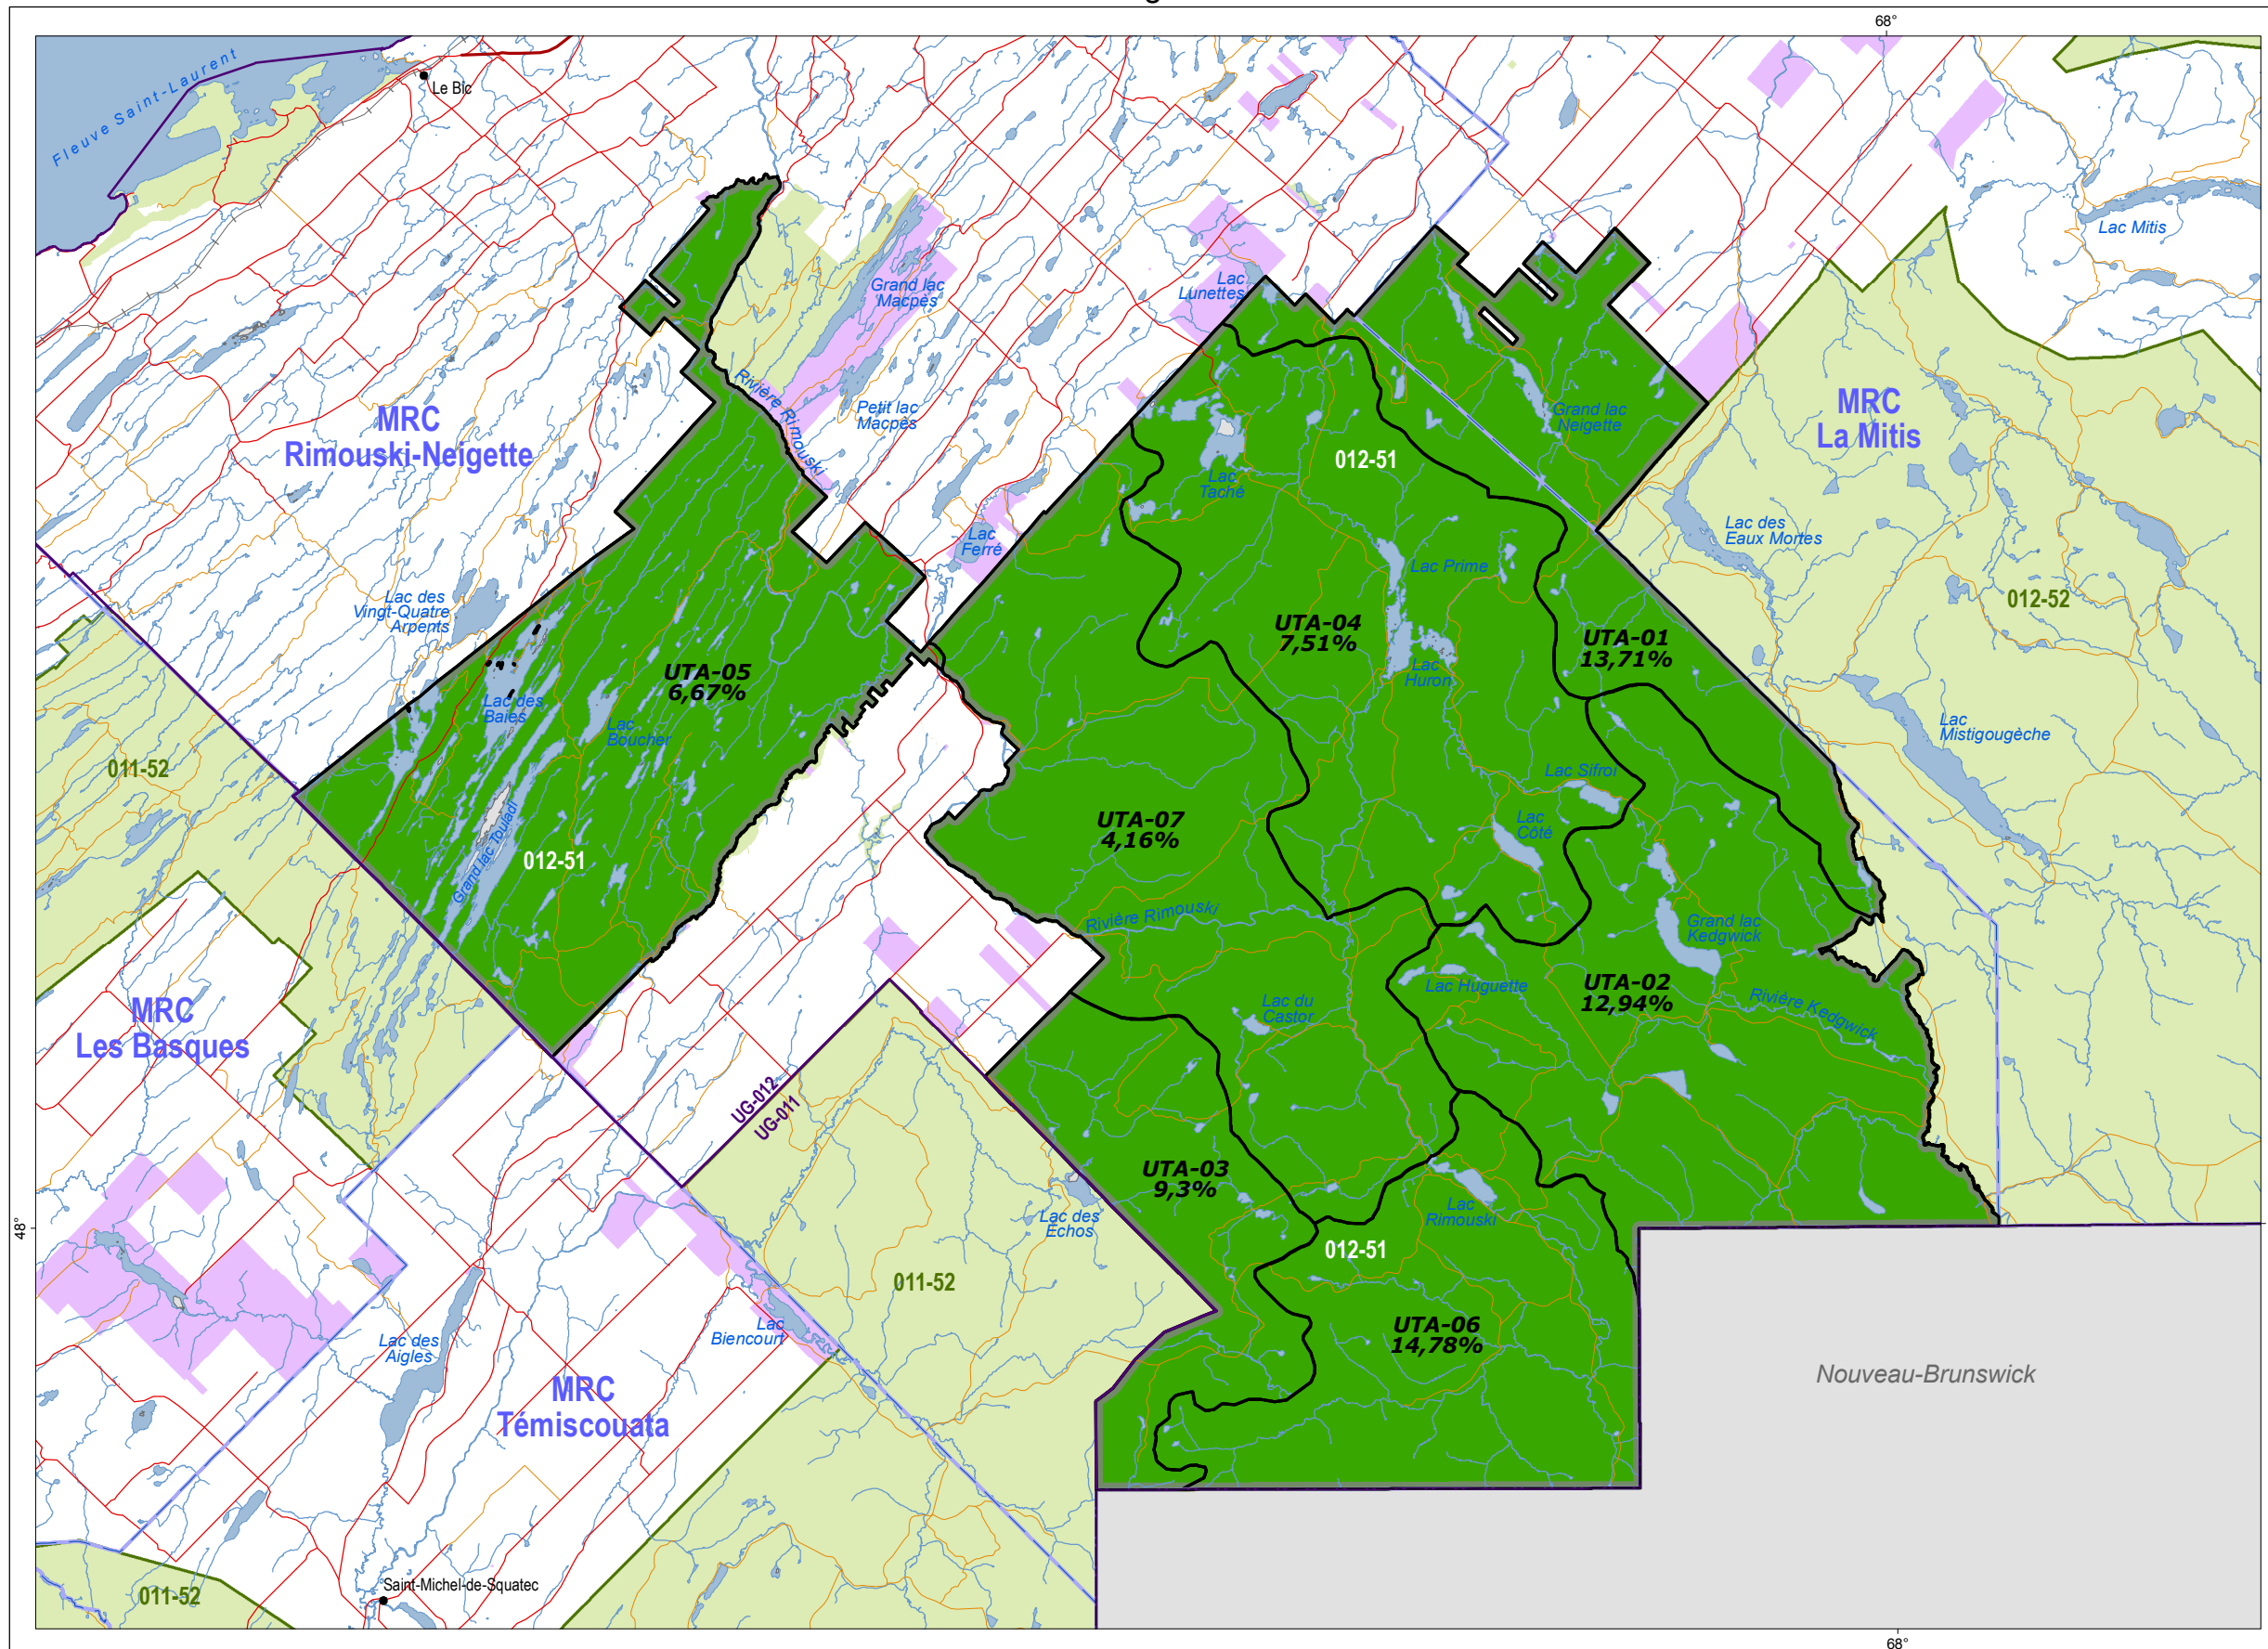 68°
Fleuve Saint-Laurent
Le Bic
Lac Mitis
Lac
Lunettes
Grand lac
Macpès
MRC
Rimouski-Neigette
Rivière Rimouski
Petit lac
Macpès
Grand lac
Neigette
MRC
La Mitis
012-51
Lac
Taché
Lac des
Eaux Mortes
Lac
Ferré
Lac Prime
Lac des
Vingt-Quatre
Arpents
012-52
UTA-04
7,51%
UTA-01
13,71%
UTA-05
6,67%
Lac
Huron
Lac des
Baies
Lac
Boucher
Lac
Mistigougèche
011-52
Lac Sifroi
UTA-07
4,16%
Lac
Côté
Grand lac Touladi
012-51
Rivière Rimouski
Grand lac
Kedgwick
MRC
Les Basques
Lac Huguette
UTA-02
12,94%
Lac du
Castor
Rivière Kedgwick
UG-012
UG-011
UTA-03
9,3%
Lac des
Echos
Lac
Rimouski
48°
012-51
011-52
Lac des
Aigles
Lac
Biencourt
UTA-06
14,78%
Nouveau-Brunswick
MRC
Témiscouata
Saint-Michel-de-Squatec
011-52
68°